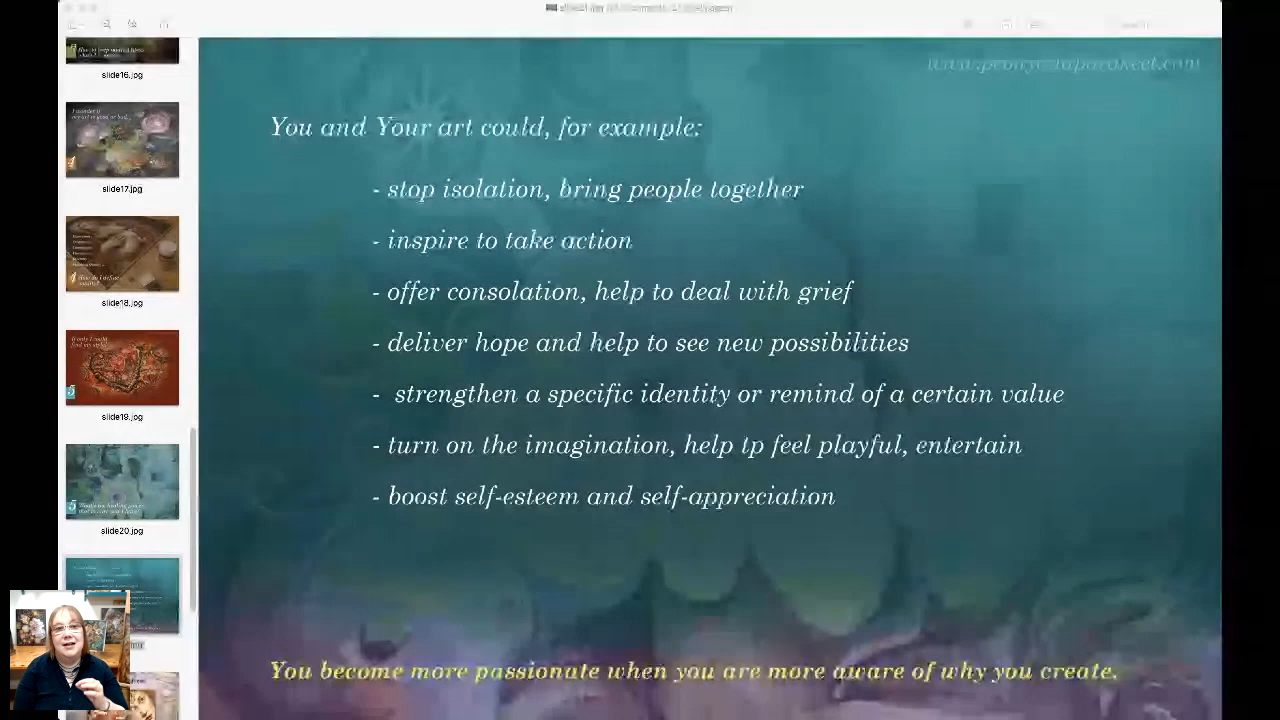 slide16.jpg
slide17.jpg
slide18.jpg
slide19.jpg
slide20.jpg
www.peonyandparakeet.com
You and Your art could, for example:
- stop isolation, bring people together
- inspire to take action
- offer consolation, help to deal with grief
- deliver hope and help to see new possibilities
- strengthen a specific identity or remind of a certain value
- turn on the imagination, help tp feel playful, entertain
- boost self-esteem and self-appreciation
You become more passionate when you are more aware of why you create.